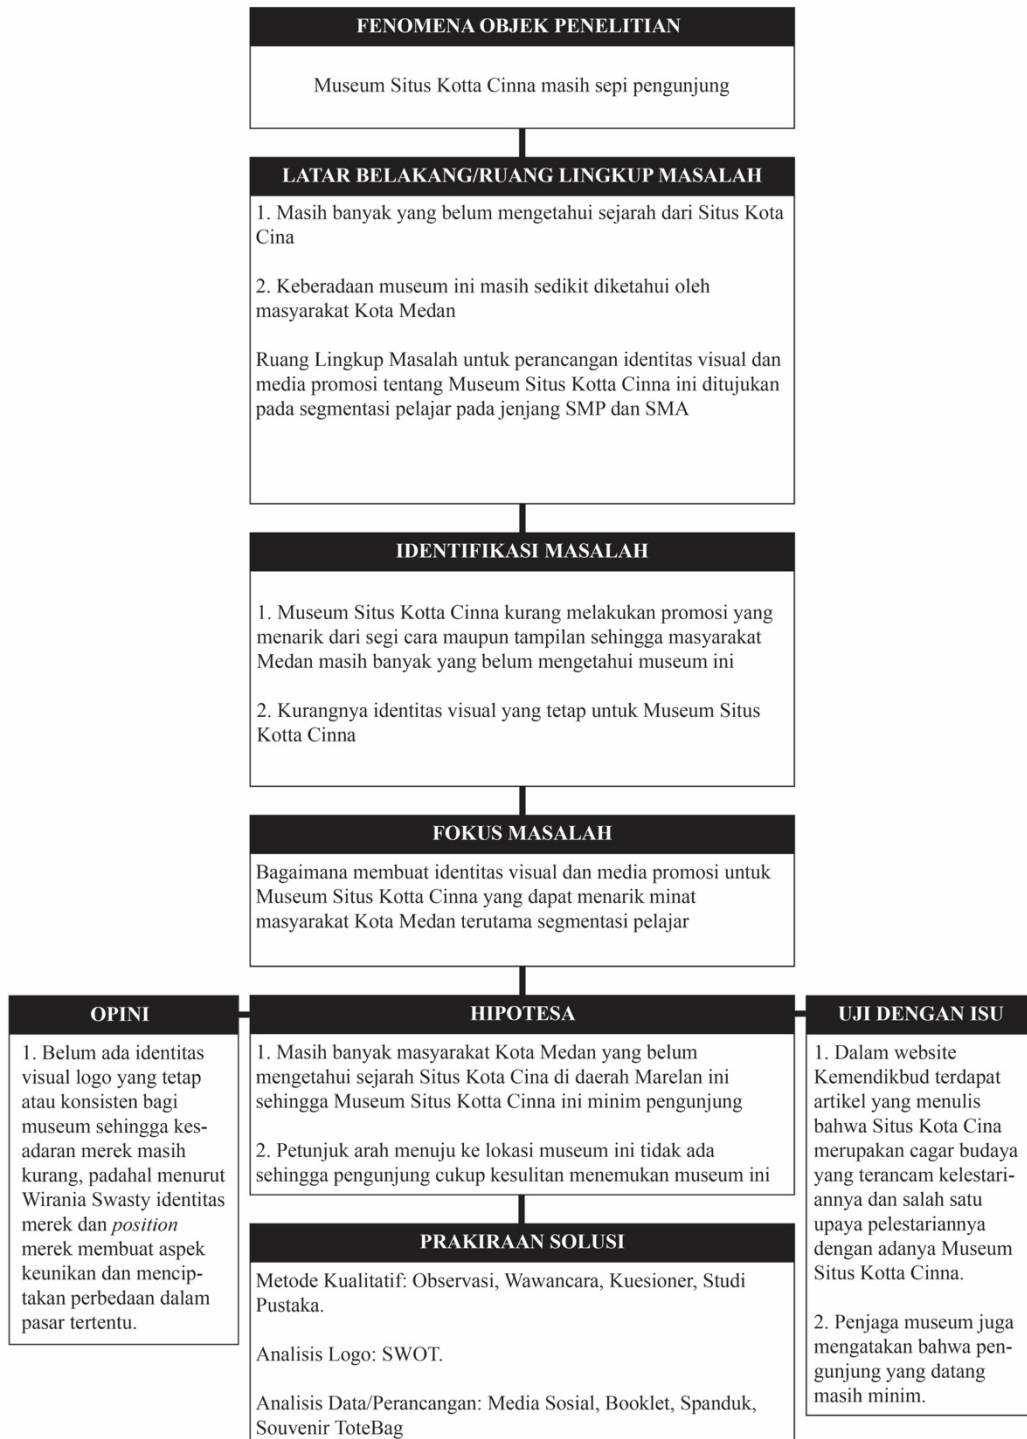 FENOMENA OBJEK PENELITIAN
Museum Situs Kotta Cinna masih sepi pengunjung
LATAR BELAKANG/RUANG LINGKUP MASALAH
1. Masih banyak yang belum mengetahui sejarah dari Situs Kota
Cina
2. Keberadaan museum ini masih sedikit diketahui oleh
masyarakat Kota Medan
Ruang Lingkup Masalah untuk perancangan identitas visual dan
media promosi tentang Museum Situs Kotta Cinna ini ditujukan
pada segmentasi pelajar pada jenjang SMP dan SMA
IDENTIFIKASI MASALAH
1. Museum Situs Kotta Cinna kurang melakukan promosi yang
menarik dari segi cara maupun tampilan sehingga masyarakat
Medan masih banyak yang belum mengetahui museum ini
2. Kurangnya identitas visual yang tetap untuk Museum Situs
Kotta Cinna
FOKUS MASALAH
Bagaimana membuat identitas visual dan media promosi untuk
Museum Situs Kotta Cinna yang dapat menarik minat
masyarakat Kota Medan terutama segmentasi pelajar
OPINI
1. Belum ada identitas
visual logo yang tetap
atau konsisten bagi
museum sehingga kes-
adaran merek masih
kurang, padahal menurut
Wirania Swasty identitas
merek dan position
merek membuat aspek
keunikan dan mencip-
takan perbedaan dalam
pasar tertentu.
HIPOTESA
1. Masih banyak masyarakat Kota Medan yang belum
mengetahui sejarah Situs Kota Cina di daerah Marelan ini
sehingga Museum Situs Kotta Cinna ini minim pengunjung
2. Petunjuk arah menuju ke lokasi museum ini tidak ada
sehingga pengunjung cukup kesulitan menemukan museum ini
UJI DENGAN ISU
1. Dalam website
Kemendikbud terdapat
artikel yang menulis
bahwa Situs Kota Cina
merupakan cagar budaya
yang terancam kelestari-
annya dan salah satu
upaya pelestariannya
dengan adanya Museum
Situs Kotta Cinna.
2. Penjaga museum juga
mengatakan bahwa pen-
gunjung yang datang
masih minim.
PRAKIRAAN SOLUSI
Metode Kualitatif: Observasi, Wawancara, Kuesioner, Studi
Pustaka.
Analisis Logo: SWOT.
Analisis Data/Perancangan: Media Sosial, Booklet, Spanduk,
Souvenir ToteBag